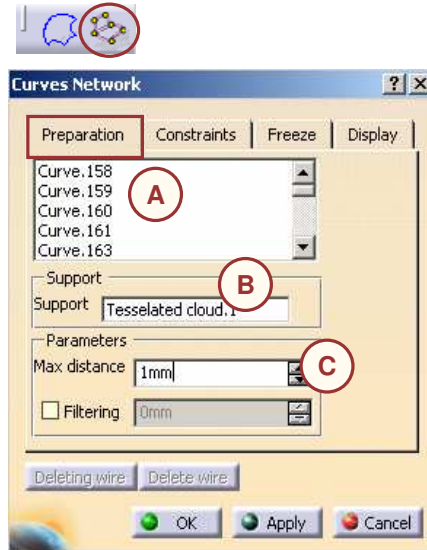 Curves Network
Preparation Constraints Freeze Display
Curve.158
Curve.159
Curve.160
Curve.161
Curve.163
A
Support
B
Support Tesselated cloud.1
Parameters
Max distance 1mm
C
Filtering 0mm
Deleting wire Delete wire
OK Apply Cancel